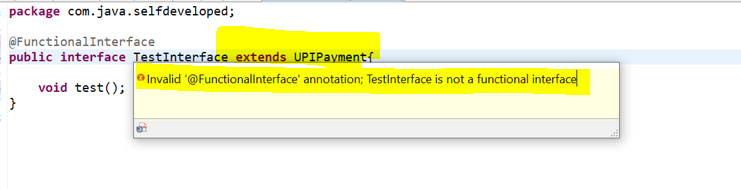 package com.java.selfdeveloped;
@FunctionalInterface
public interface TestInterface extends UPIPayment{
Invalid '@FunctionalInterface' annotation; TestInterface is not a functional interface
void test();
}